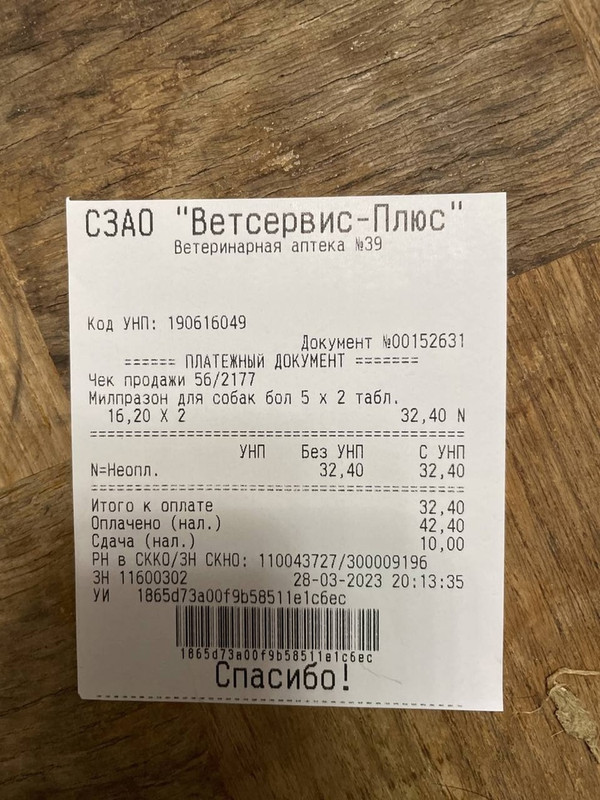 СЗАО "Ветсервис-Плюс"
Ветеринарная аптека №39
Код УНП: 190616049
Документ №00152631
====== ПЛАТЕЖНЫЙ ДОКУМЕНТ =======
Чек продажи 56/2177
Милпразон для собак бол 5 х 2 табл.
16,20 X 2 32,40 N
УНП Без УНП С УНП
N=Неопл. 32,40 32,40
Итого к оплате 32,40
Оплачено (нал.) 42,40
Сдача (нал.) 10,00
РН в СККО/ЗН СКНО: 110043727/300009196
ЗН 11600302 28-03-2023 20:13:35
УИ 1865d73a00f9b58511e1c6ec
1865d73a00f9b58511e1c6ec
Спасибо!